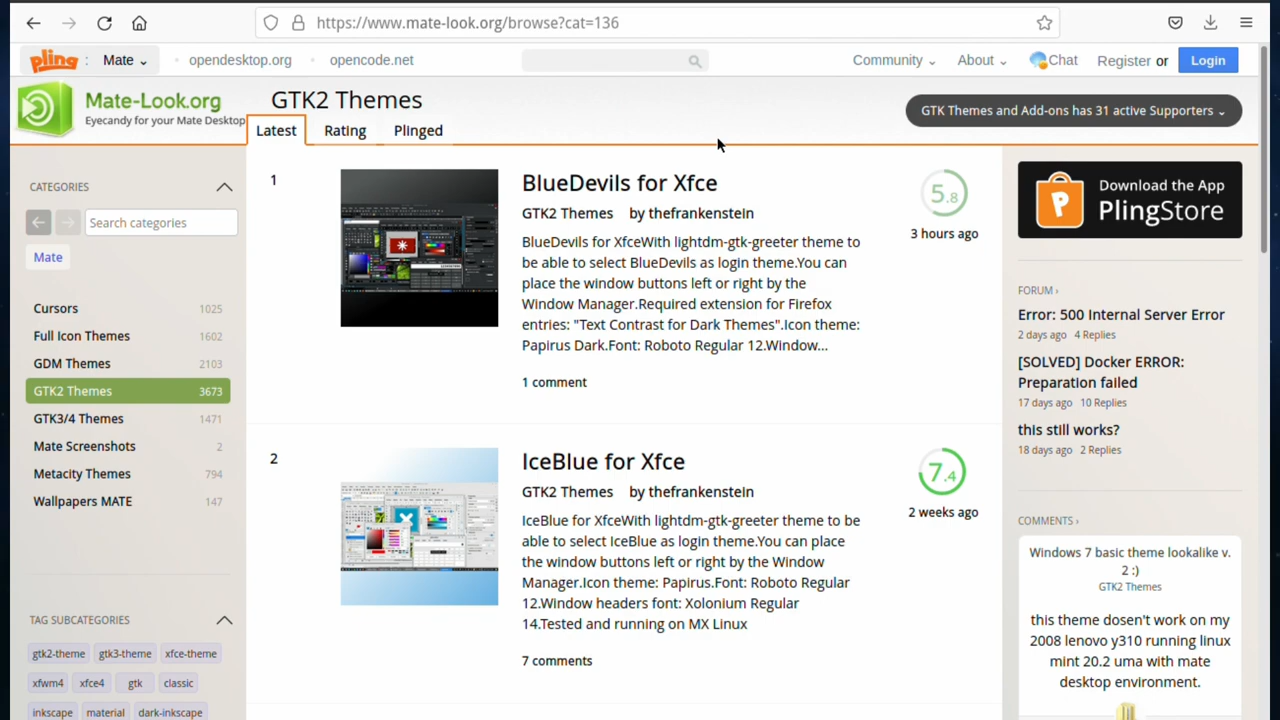 https://www.mate-look.org/browse?cat=136
pling : Mate
opendesktop.org
opencode.net
Community
About
Chat
Register or
Login
Mate-Look.org
Eyecandy for your Mate Desktop
GTK2 Themes
GTK Themes and Add-ons has 31 active Supporters
Latest
Rating
Plinged
CATEGORIES
Search categories
Mate
Cursors 1025
Full Icon Themes 1602
GDM Themes 2103
GTK2 Themes 3673
GTK3/4 Themes 1471
Mate Screenshots 2
Metacity Themes 794
Wallpapers MATE 147
TAG SUBCATEGORIES
gtk2-theme gtk3-theme xfce-theme
xfwm4 xfce4 gtk classic
inkscape material dark-inkscape
1
BlueDevils for Xfce
GTK2 Themes by thefrankenstein
BlueDevils for XfceWith lightdm-gtk-greeter theme to
be able to select BlueDevils as login theme.You can
place the window buttons left or right by the
Window Manager.Required extension for Firefox
entries: "Text Contrast for Dark Themes".Icon theme:
Papirus Dark.Font: Roboto Regular 12.Window...
1 comment
5.8
3 hours ago
2
IceBlue for Xfce
GTK2 Themes by thefrankenstein
IceBlue for XfceWith lightdm-gtk-greeter theme to be
able to select IceBlue as login theme.You can place
the window buttons left or right by the Window
Manager.Icon theme: Papirus.Font: Roboto Regular
12.Window headers font: Xolonium Regular
14.Tested and running on MX Linux
7 comments
7.4
2 weeks ago
P
Download the App
PlingStore
FORUM ›
Error: 500 Internal Server Error
2 days ago 4 Replies
[SOLVED] Docker ERROR:
Preparation failed
17 days ago 10 Replies
this still works?
18 days ago 2 Replies
COMMENTS ›
Windows 7 basic theme lookalike v.
2 :)
GTK2 Themes
this theme dosen't work on my
2008 lenovo y310 running linux
mint 20.2 uma with mate
desktop environment.